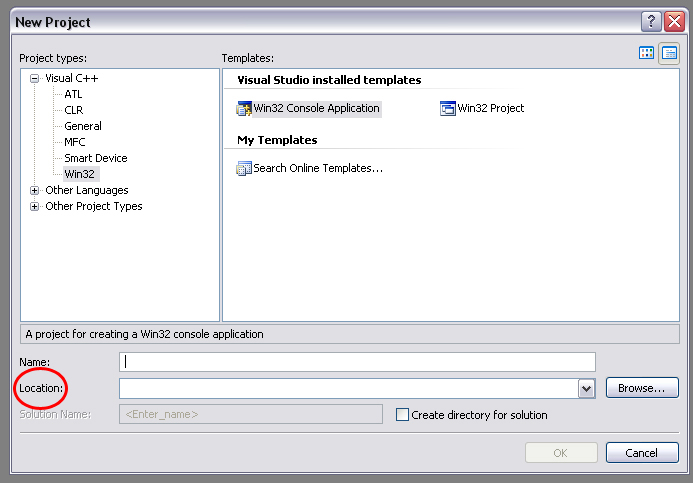 New Project
Project types:
Templates:
Visual C++
ATL
CLR
General
MFC
Smart Device
Win32
Other Languages
Other Project Types
Visual Studio installed templates
Win32 Console Application
Win32 Project
My Templates
Search Online Templates...
A project for creating a Win32 console application
Name:
Location:
Browse...
Solution Name:
<Enter_name>
Create directory for solution
OK
Cancel